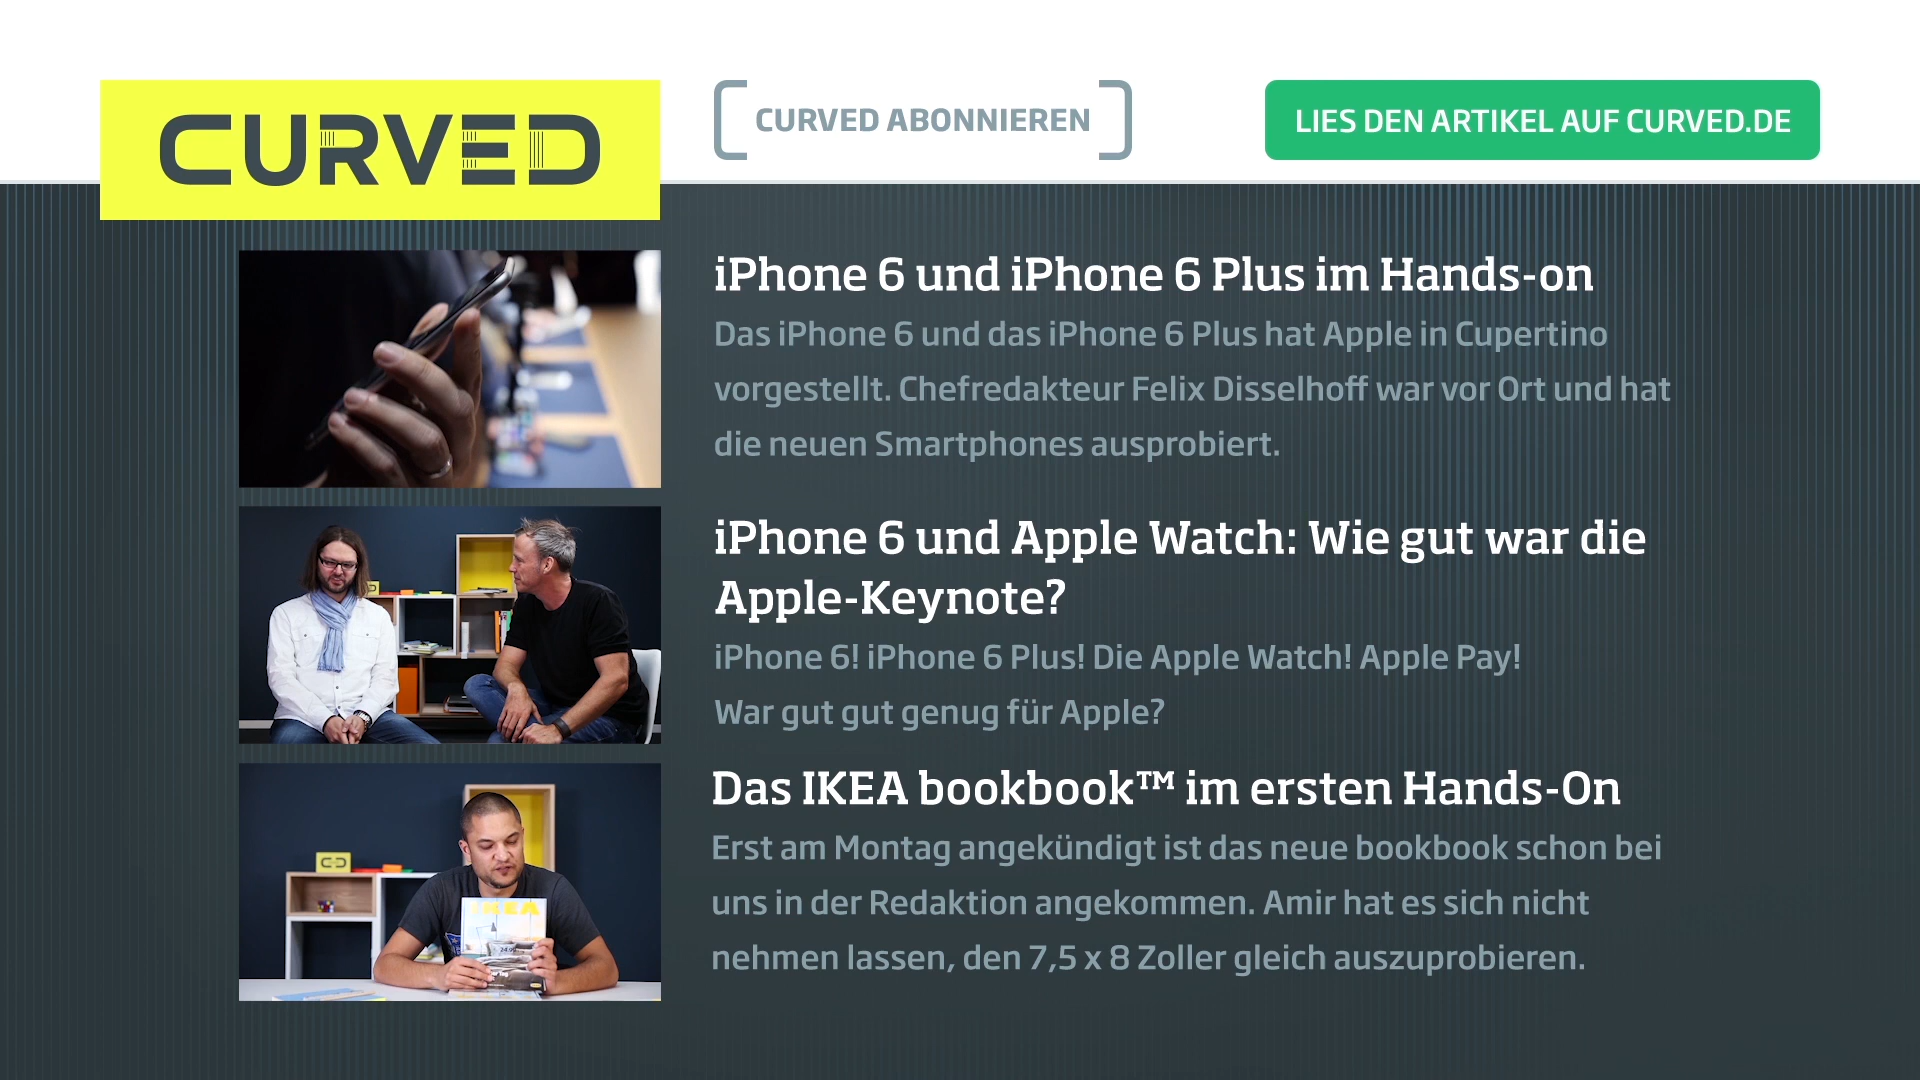 CURVED
CURVED ABONNIEREN
LIES DEN ARTIKEL AUF CURVED.DE
iPhone 6 und iPhone 6 Plus im Hands-on
Das iPhone 6 und das iPhone 6 Plus hat Apple in Cupertino
vorgestellt. Chefredakteur Felix Disselhoff war vor Ort und hat
die neuen Smartphones ausprobiert.
iPhone 6 und Apple Watch: Wie gut war die
Apple-Keynote?
iPhone 6! iPhone 6 Plus! Die Apple Watch! Apple Pay!
War gut gut genug für Apple?
Das IKEA bookbook™ im ersten Hands-On
Erst am Montag angekündigt ist das neue bookbook schon bei
uns in der Redaktion angekommen. Amir hat es sich nicht
nehmen lassen, den 7,5 x 8 Zoller gleich auszuprobieren.
IKEA